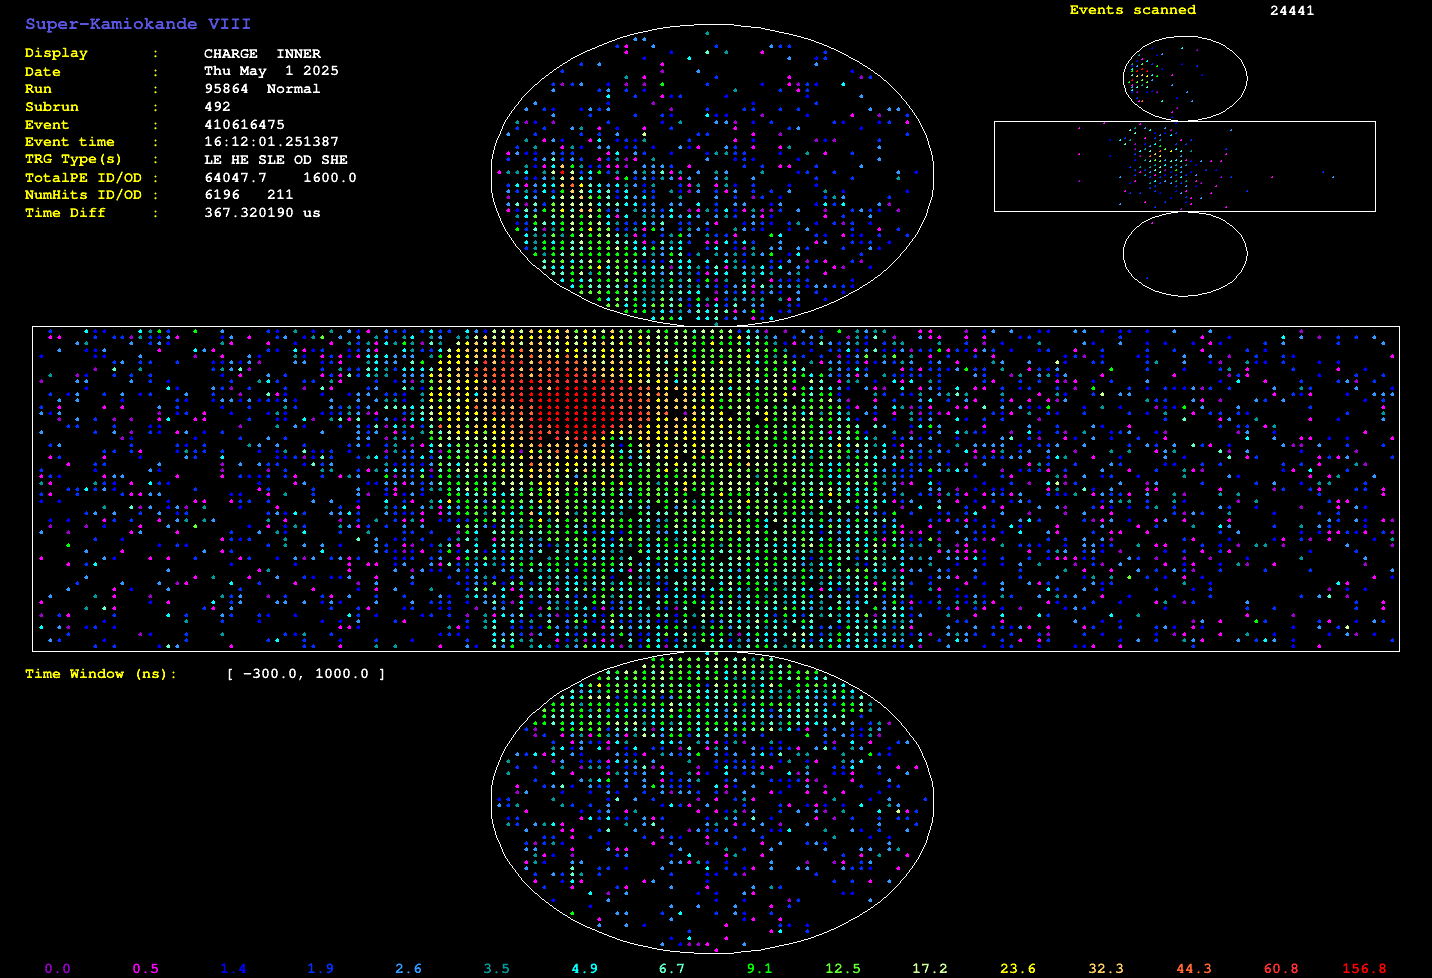 Super-Kamiokande VIII
Events scanned 24441
Display : CHARGE INNER
Date : Thu May 1 2025
Run : 95864 Normal
Subrun : 492
Event : 410616475
Event time : 16:12:01.251387
TRG Type(s) : LE HE SLE OD SHE
TotalPE ID/OD : 64047.7 1600.0
NumHits ID/OD : 6196 211
Time Diff : 367.320190 us
Time Window (ns): [ -300.0, 1000.0 ]
0.0 0.5 1.4 1.9 2.6 3.5 4.9 6.7 9.1 12.5 17.2 23.6 32.3 44.3 60.8 156.8